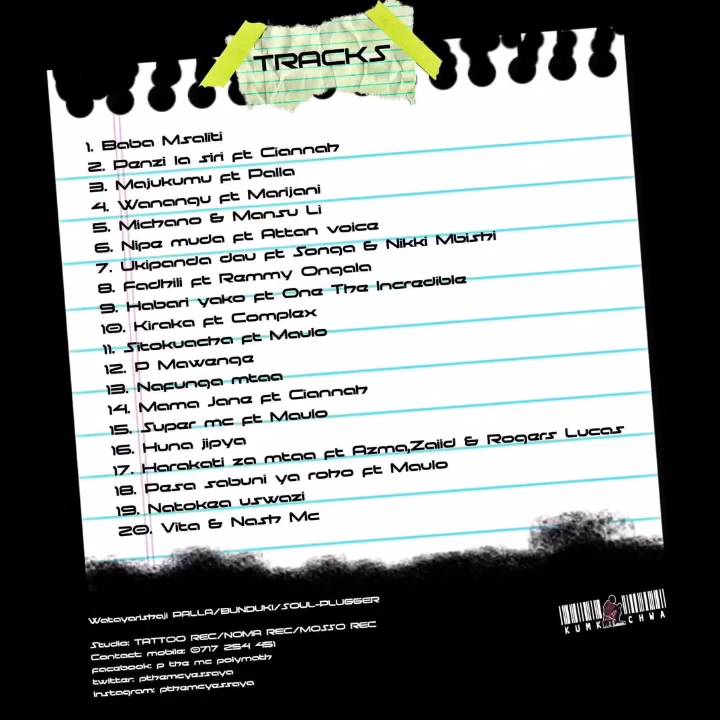 TRACKS
1. Baba Msaliti
2. Penzi la siri ft Ciannah
3. Majukumu ft Palla
4. Wanangu ft Marijani
5. Michano & Mansu Li
6. Nipe muda ft Attan voice
7. Ukipanda dau ft Songa & Nikki Mbishi
8. Fadhili ft Remmy Ongala
9. Habari yako ft One The Incredible
10. Kiraka ft Complex
11. Sitokuacha ft Maulo
12. P Mawenge
13. Nafunga mtaa
14. Mama Jane ft Ciannah
15. Super mc ft Maulo
16. Huna jipya
17. Harakati za mtaa ft Azma,Zaiid & Rogers Lucas
18. Pesa sabuni ya roho ft Maulo
19. Natokea uswazi
20. Vita & Nash Mc
Watayarishaji PALLA/BUNDUKI/SOUL-PLUGGER
Studio: TATTOO REC/NOMA REC/MOSSO REC
Contact: mobile: 0717 254 451
facebook: p the mc polymath
twitter: pthemcyessaya
instagram: pthemcyessaya
KUMKICHWA